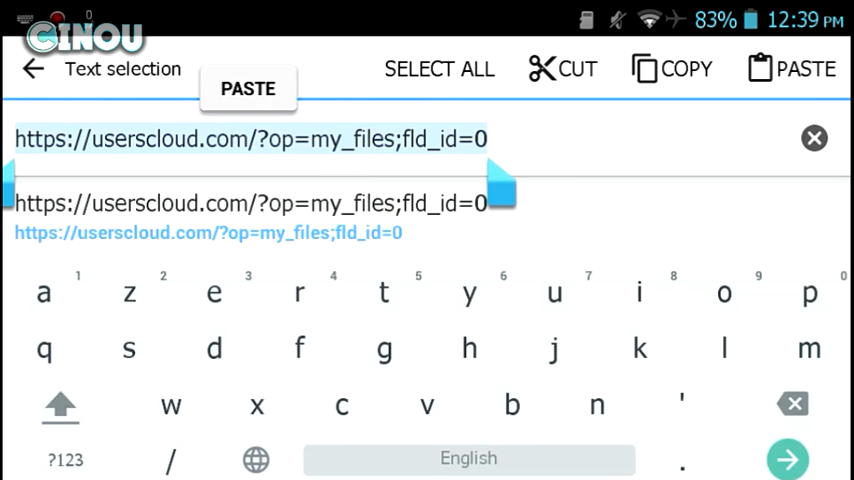 0
83% 12:39 PM
CINOU
Text selection
PASTE
SELECT ALL
CUT
COPY
PASTE
https://userscloud.com/?op=my_files;fld_id=0
https://userscloud.com/?op=my_files;fld_id=0
https://userscloud.com/?op=my_files;fld_id=0
1 2 3 4 5 6 7 8 9 0
a z e r t y u i o p
q s d f g h j k l m
w x c v b n '
?123 / English .